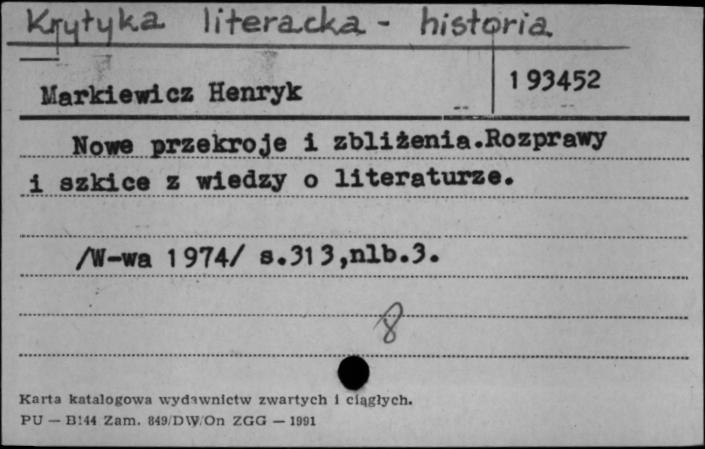 Krytyka literacka - historia
Markiewicz Henryk
193452
Nowe przekroje i zbliżenia.Rozprawy
i szkice z wiedzy o literaturze.
/W-wa 1974/ s.313,nlb.3.
8
Karta katalogowa wydawnictw zwartych i ciągłych.
PU — B144 Zam. 849/DW/On ZGG — 1991